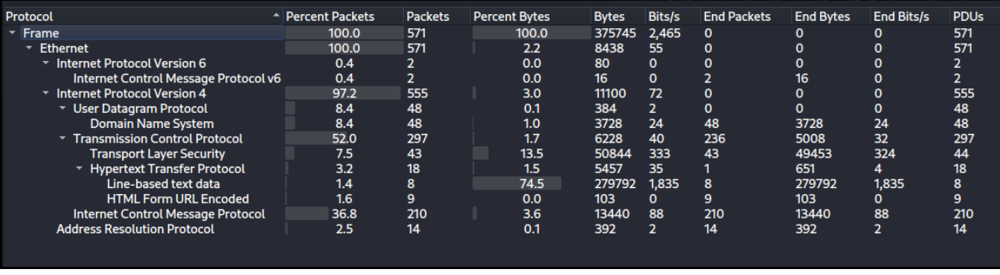 Protocol Percent Packets Packets Percent Bytes Bytes Bits/s End Packets End Bytes End Bits/s PDUs
Frame 100.0 571 100.0 375745 2,465 0 0 0 571
Ethernet 100.0 571 2.2 8438 55 0 0 0 571
Internet Protocol Version 6 0.4 2 0.0 80 0 0 0 0 2
Internet Control Message Protocol v6 0.4 2 0.0 16 0 2 16 0 2
Internet Protocol Version 4 97.2 555 3.0 11100 72 0 0 0 555
User Datagram Protocol 8.4 48 0.1 384 2 0 0 0 48
Domain Name System 8.4 48 1.0 3728 24 48 3728 24 48
Transmission Control Protocol 52.0 297 1.7 6228 40 236 5008 32 297
Transport Layer Security 7.5 43 13.5 50844 333 43 49453 324 44
Hypertext Transfer Protocol 3.2 18 1.5 5457 35 1 651 4 18
Line-based text data 1.4 8 74.5 279792 1,835 8 279792 1,835 8
HTML Form URL Encoded 1.6 9 0.0 103 0 9 103 0 9
Internet Control Message Protocol 36.8 210 3.6 13440 88 210 13440 88 210
Address Resolution Protocol 2.5 14 0.1 392 2 14 392 2 14